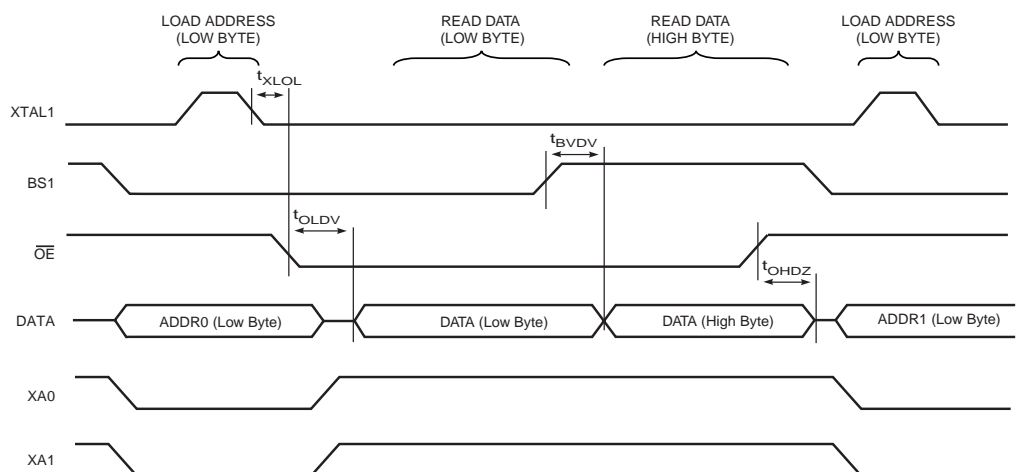 LOAD ADDRESS
(LOW BYTE)
READ DATA
(LOW BYTE)
READ DATA
(HIGH BYTE)
LOAD ADDRESS
(LOW BYTE)
tXLOL
XTAL1
tBVDV
BS1
tOLDV
OE
tOHDZ
DATA
ADDR0 (Low Byte)
DATA (Low Byte)
DATA (High Byte)
ADDR1 (Low Byte)
XA0
XA1